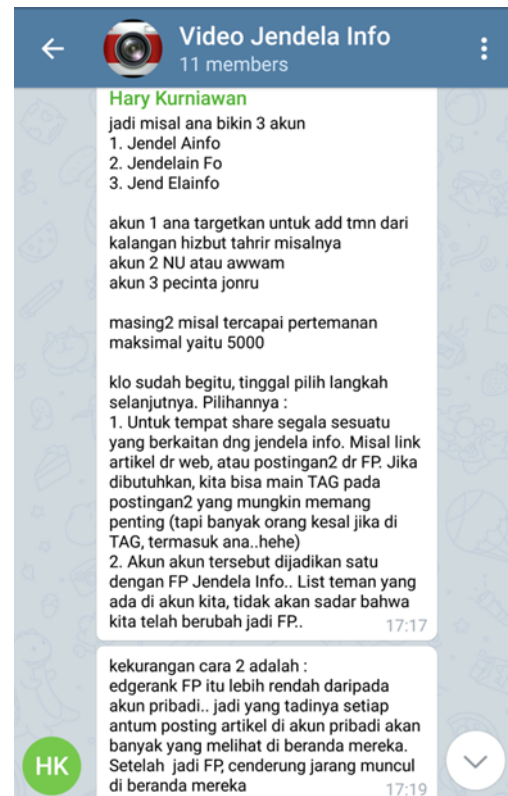 Video Jendela Info
11 members
Hary Kurniawan
jadi misal ana bikin 3 akun
1. Jendel Ainfo
2. Jendelain Fo
3. Jend Elainfo
akun 1 ana targetkan untuk add tmn dari
kalangan hizbut tahrir misalnya
akun 2 NU atau awwam
akun 3 pecinta jonru
masing2 misal tercapai pertemanan
maksimal yaitu 5000
klo sudah begitu, tinggal pilih langkah
selanjutnya. Pilihannya :
1. Untuk tempat share segala sesuatu
yang berkaitan dng jendela info. Misal link
artikel dr web, atau postingan2 dr FP. Jika
dibutuhkan, kita bisa main TAG pada
postingan2 yang mungkin memang
penting (tapi banyak orang kesal jika di
TAG, termasuk ana..hehe)
2. Akun akun tersebut dijadikan satu
dengan FP Jendela Info.. List teman yang
ada di akun kita, tidak akan sadar bahwa
kita telah berubah jadi FP..
17:17
kekurangan cara 2 adalah :
edgerank FP itu lebih rendah daripada
akun pribadi.. jadi yang tadinya setiap
antum posting artikel di akun pribadi akan
banyak yang melihat di beranda mereka.
Setelah jadi FP, cenderung jarang muncul
di beranda mereka
17:19
HK